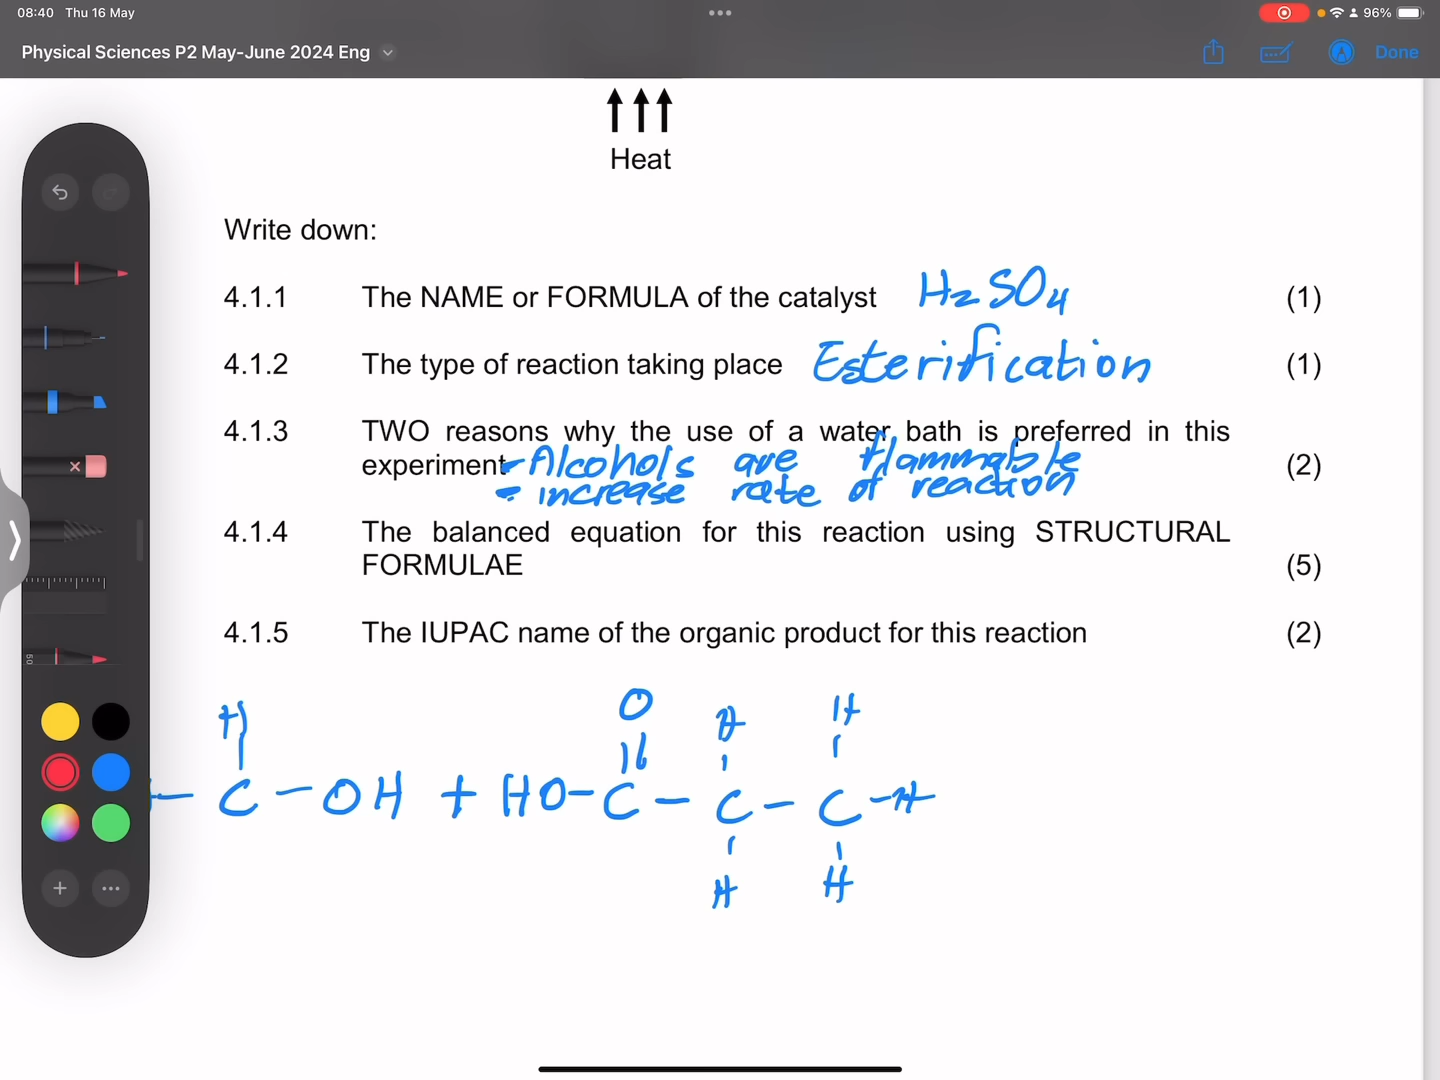 08:40 Thu 16 May
96%
Physical Sciences P2 May-June 2024 Eng
Done
Heat
Write down:
4.1.1 The NAME or FORMULA of the catalyst H2SO4 (1)
4.1.2 The type of reaction taking place Esterification (1)
4.1.3 TWO reasons why the use of a water bath is preferred in this
experiment - Alcohols are flammable (2)
- increase rate of reaction
4.1.4 The balanced equation for this reaction using STRUCTURAL
FORMULAE (5)
4.1.5 The IUPAC name of the organic product for this reaction (2)
H O H H
C - OH + HO - C - C - C - H
H H
50